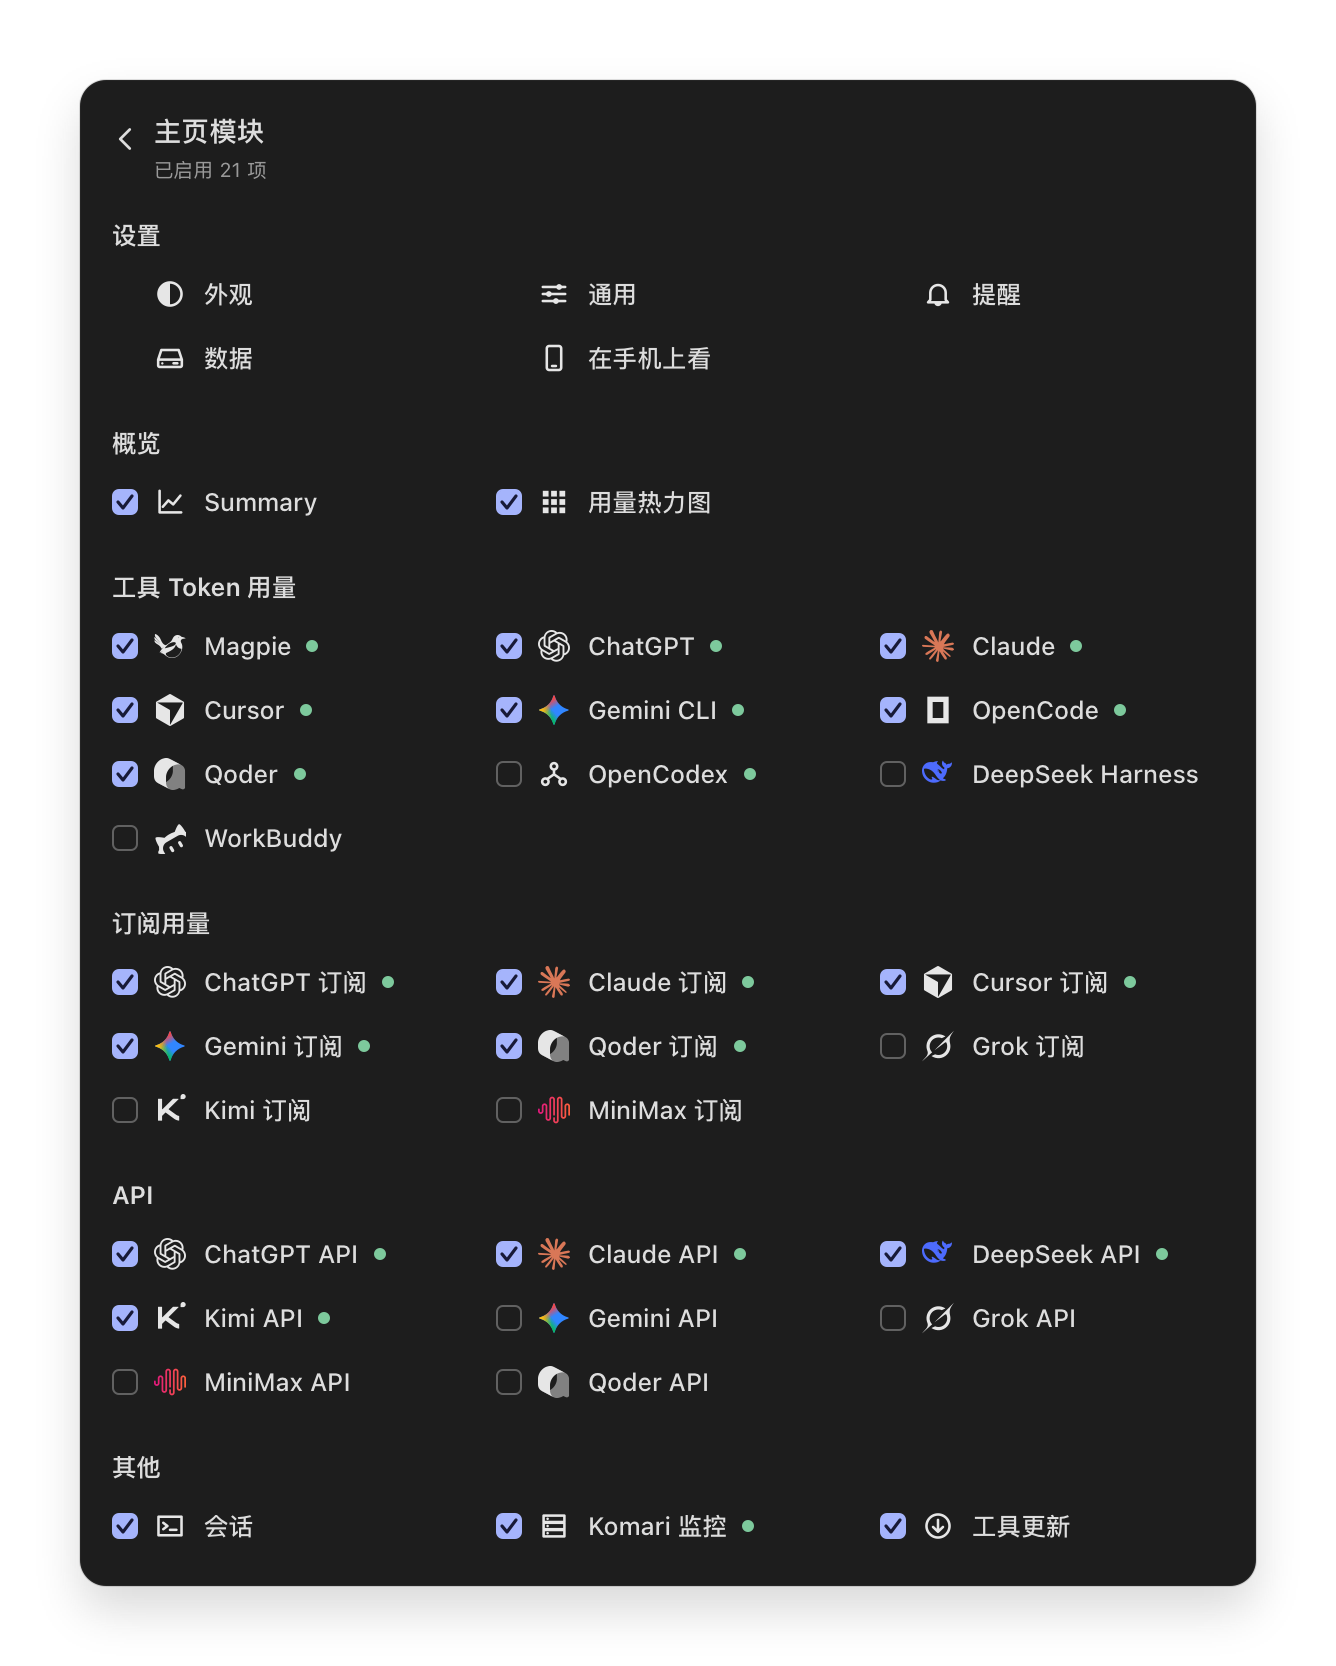 主页模块
已启用 21 项
设置
外观
通用
提醒
数据
在手机上看
概览
Summary
用量热力图
工具 Token 用量
Magpie
ChatGPT
Claude
Cursor
Gemini CLI
OpenCode
Qoder
OpenCodex
DeepSeek Harness
WorkBuddy
订阅用量
ChatGPT 订阅
Claude 订阅
Cursor 订阅
Gemini 订阅
Qoder 订阅
Grok 订阅
Kimi 订阅
MiniMax 订阅
API
ChatGPT API
Claude API
DeepSeek API
Kimi API
Gemini API
Grok API
MiniMax API
Qoder API
其他
会话
Komari 监控
工具更新